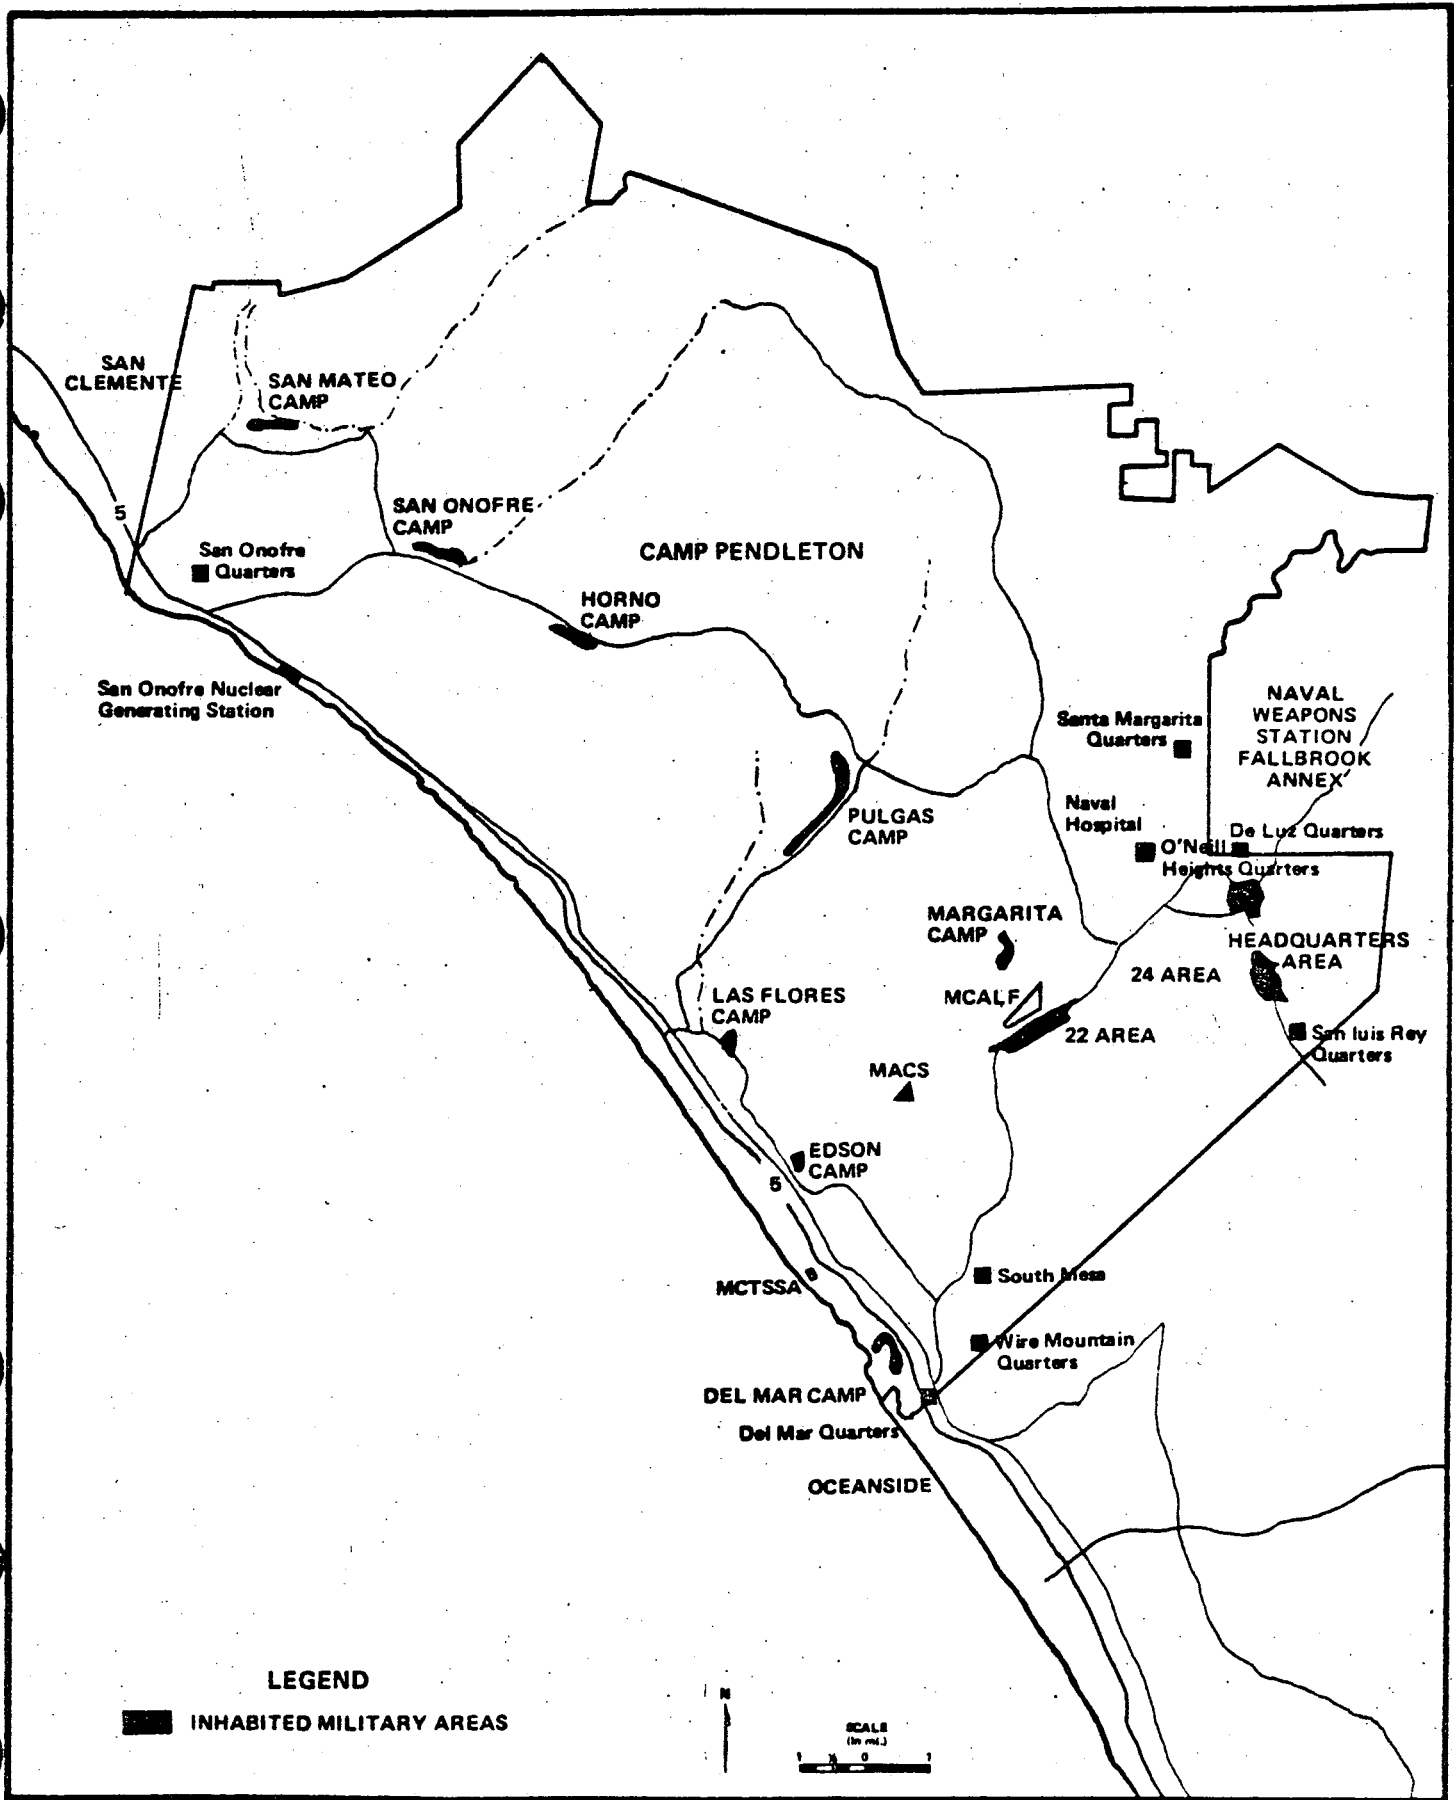 SAN
CLEMENTE
SAN MATEO
CAMP
5
SAN ONOFRE
CAMP
San Onofre
Quarters
CAMP PENDLETON
HORNO
CAMP
San Onofre Nuclear
Generating Station
Santa Margarita
Quarters
NAVAL
WEAPONS
STATION
FALLBROOK
ANNEX
PULGAS
CAMP
Naval
Hospital
De Luz Quarters
O'Neill
Heights Quarters
MARGARITA
CAMP
HEADQUARTERS
AREA
24 AREA
LAS FLORES
CAMP
MCALF
22 AREA
San luis Rey
Quarters
MACS
EDSON
CAMP
5
MCTSSA
South Mesa
Wire Mountain
Quarters
DEL MAR CAMP
Del Mar Quarters
OCEANSIDE
LEGEND
INHABITED MILITARY AREAS
N
SCALE
(in mi.)
1 ½ 0 1